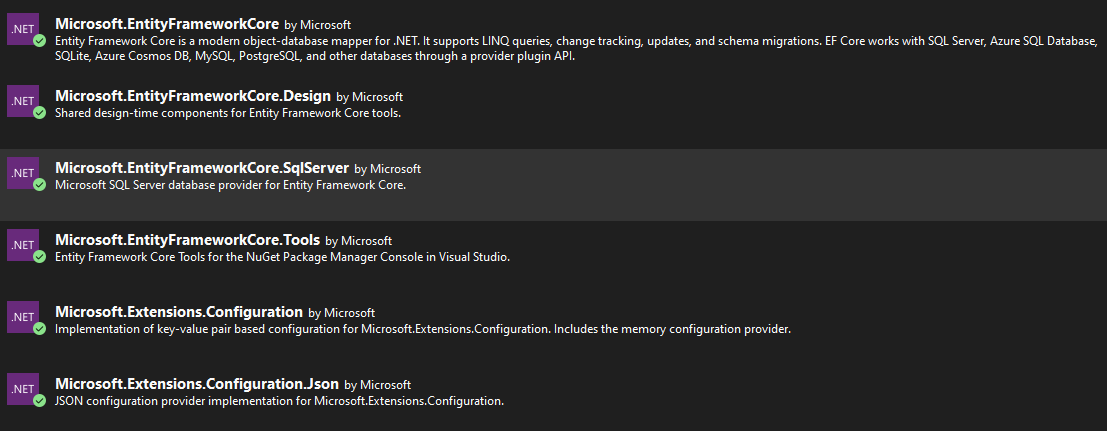 .NET
Microsoft.EntityFrameworkCore by Microsoft
Entity Framework Core is a modern object-database mapper for .NET. It supports LINQ queries, change tracking, updates, and schema migrations. EF Core works with SQL Server, Azure SQL Database,
SQLite, Azure Cosmos DB, MySQL, PostgreSQL, and other databases through a provider plugin API.
.NET
Microsoft.EntityFrameworkCore.Design by Microsoft
Shared design-time components for Entity Framework Core tools.
.NET
Microsoft.EntityFrameworkCore.SqlServer by Microsoft
Microsoft SQL Server database provider for Entity Framework Core.
.NET
Microsoft.EntityFrameworkCore.Tools by Microsoft
Entity Framework Core Tools for the NuGet Package Manager Console in Visual Studio.
.NET
Microsoft.Extensions.Configuration by Microsoft
Implementation of key-value pair based configuration for Microsoft.Extensions.Configuration. Includes the memory configuration provider.
.NET
Microsoft.Extensions.Configuration.Json by Microsoft
JSON configuration provider implementation for Microsoft.Extensions.Configuration.